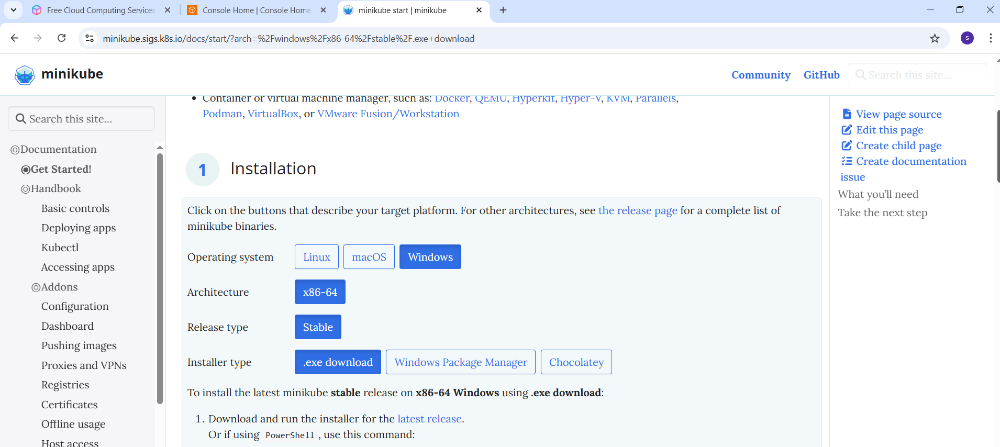 Free Cloud Computing Services
Console Home | Console Home
minikube start | minikube
minikube.sigs.k8s.io/docs/start/?arch=%2Fwindows%2Fx86-64%2Fstable%2F.exe+download
S
minikube
Community
GitHub
Search this site...
Search this site...
Documentation
Get Started!
Handbook
Basic controls
Deploying apps
Kubectl
Accessing apps
Addons
Configuration
Dashboard
Pushing images
Proxies and VPNs
Registries
Certificates
Offline usage
Host access
Container or virtual machine manager, such as: Docker, QEMU, Hyperkit, Hyper-V, KVM, Parallels,
Podman, VirtualBox, or VMware Fusion/Workstation
1 Installation
Click on the buttons that describe your target platform. For other architectures, see the release page for a complete list of
minikube binaries.
Operating system Linux macOS Windows
Architecture x86-64
Release type Stable
Installer type .exe download Windows Package Manager Chocolatey
To install the latest minikube stable release on x86-64 Windows using .exe download:
1. Download and run the installer for the latest release.
Or if using PowerShell , use this command:
View page source
Edit this page
Create child page
Create documentation
issue
What you’ll need
Take the next step